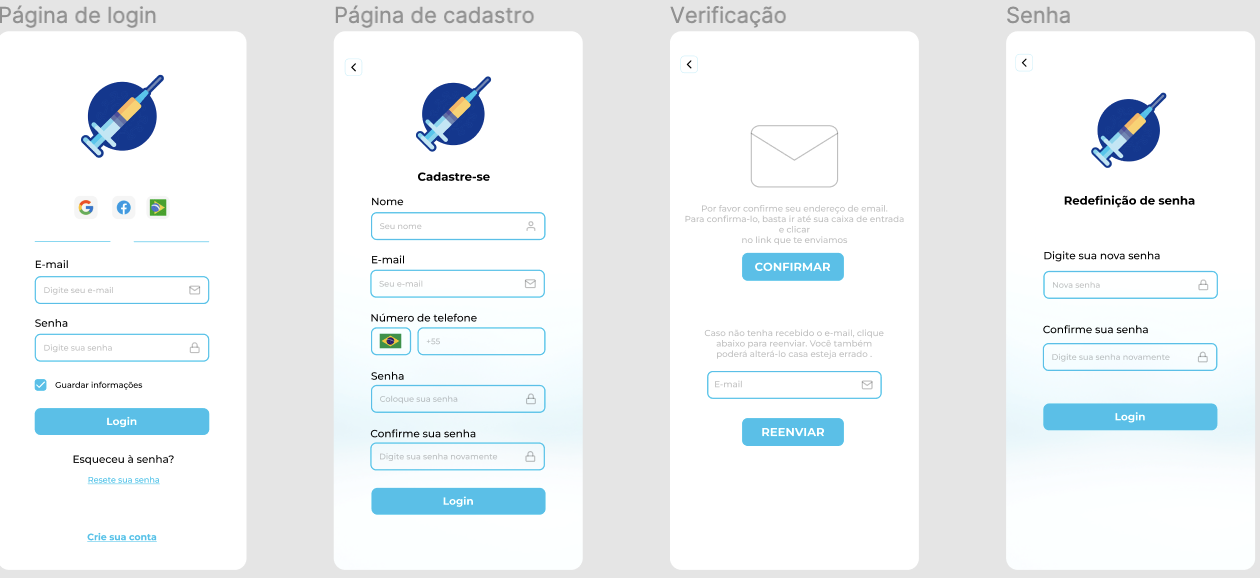 Página de login
E-mail
Digite seu e-mail
Senha
Digite sua senha
Guardar informações
Login
Esqueceu à senha?
Resete sua senha
Crie sua conta
Página de cadastro
Cadastre-se
Nome
Seu nome
E-mail
Seu e-mail
Número de telefone
+55
Senha
Coloque sua senha
Confirme sua senha
Digite sua senha novamente
Login
Verificação
Por favor confirme seu endereço de email.
Para confirma-lo, basta ir até sua caixa de entrada
e clicar
no link que te enviamos
CONFIRMAR
Caso não tenha recebido o e-mail, clique
abaixo para reenviar. Você também
poderá alterá-lo casa esteja errado .
E-mail
REENVIAR
Senha
Redefinição de senha
Digite sua nova senha
Nova senha
Confirme sua senha
Digite sua senha novamente
Login